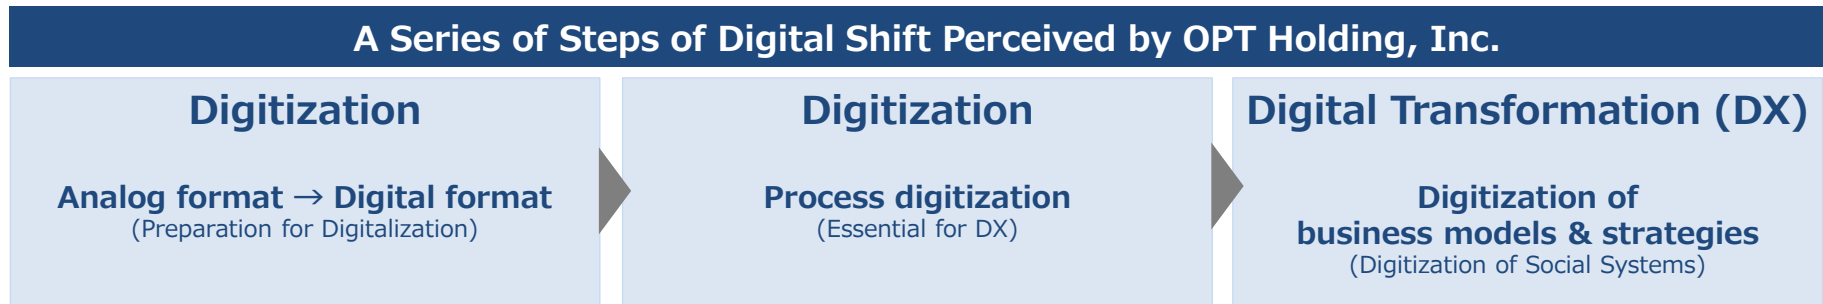 A Series of Steps of Digital Shift Perceived by OPT Holding, Inc.
Digitization
Analog format → Digital format
(Preparation for Digitalization)
Digitization
Process digitization
(Essential for DX)
Digital Transformation (DX)
Digitization of
business models & strategies
(Digitization of Social Systems)